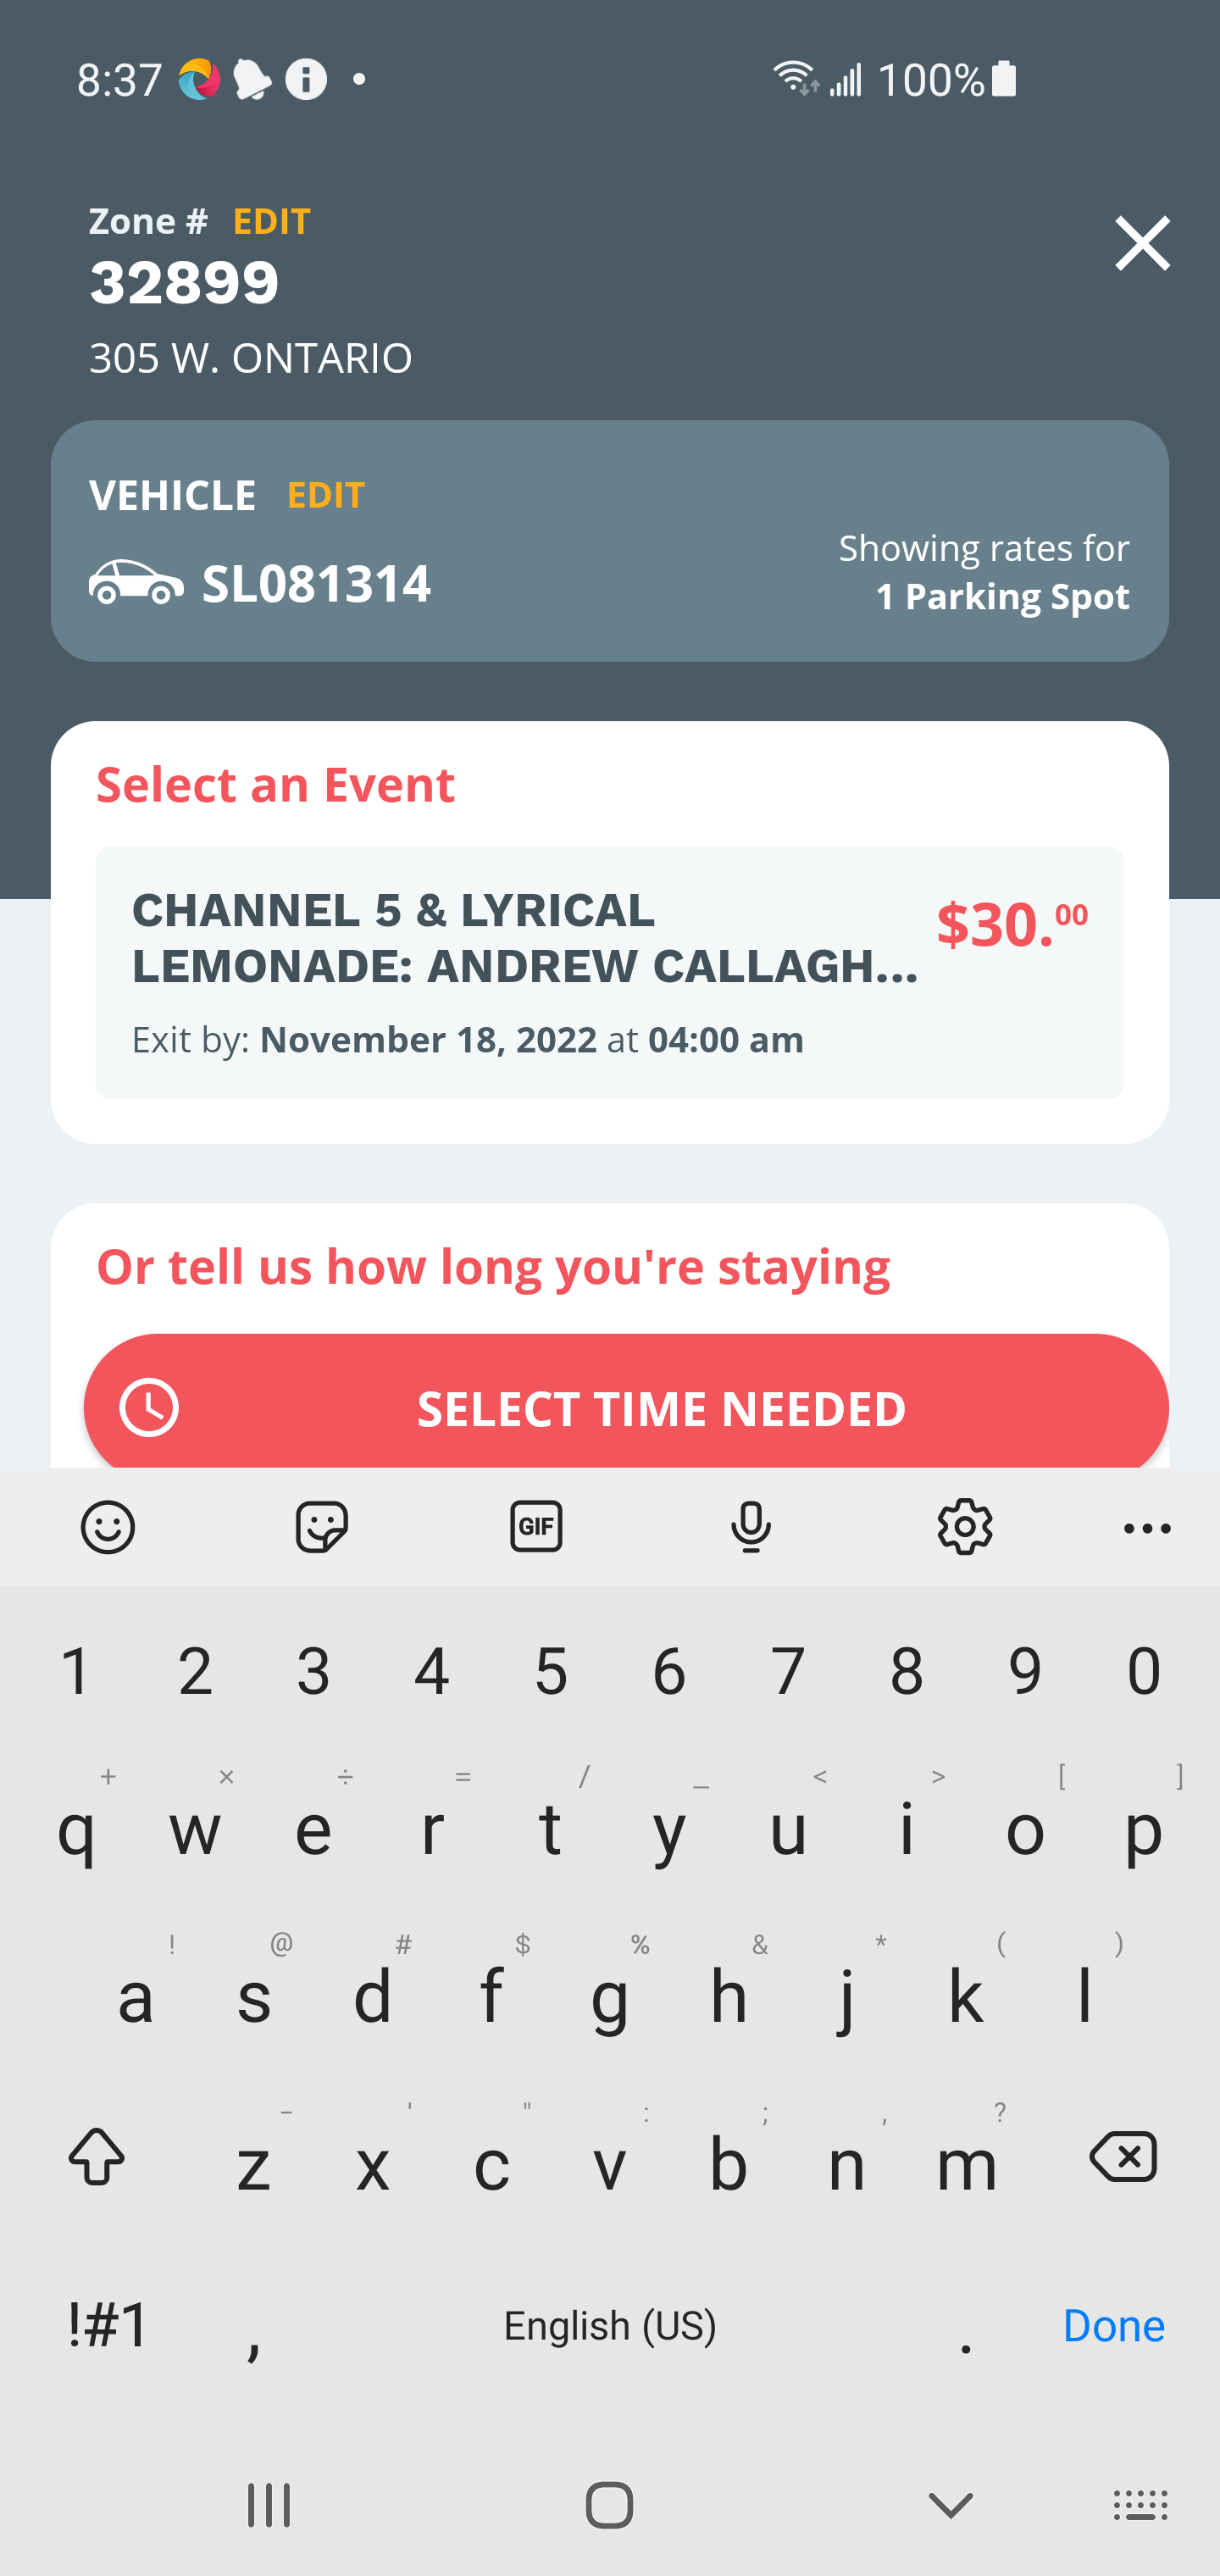 8:37 100%
Zone # EDIT
32899
305 W. ONTARIO
VEHICLE EDIT
SL081314
Showing rates for
1 Parking Spot
Select an Event
CHANNEL 5 & LYRICAL
LEMONADE: ANDREW CALLAGH...
$30.00
Exit by: November 18, 2022 at 04:00 am
Or tell us how long you're staying
SELECT TIME NEEDED
GIF
1 2 3 4 5 6 7 8 9 0
+ × ÷ = / _ < > [ ]
q w e r t y u i o p
! @ # $ % & * ( )
a s d f g h j k l
- ' " : ; , ?
z x c v b n m
!#1 , English (US) . Done